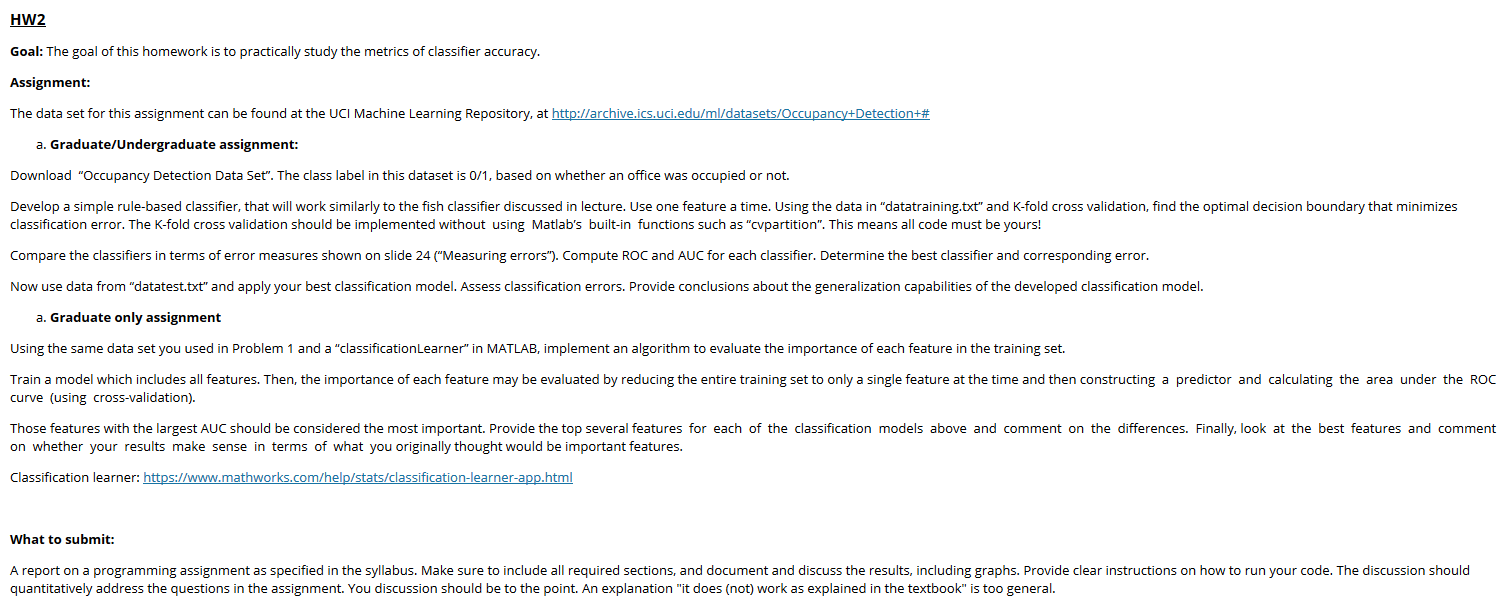 HW2
Goal: The goal of this homework is to practically study the metrics of classifier accuracy.
Assignment:
The data set for this assignment can be found at the UCI Machine Learning Repository, at http://archive.ics.uci.edu/ml/datasets/Occupancy+Detection+#
a. Graduate/Undergraduate assignment:
Download “Occupancy Detection Data Set”. The class label in this dataset is 0/1, based on whether an office was occupied or not.
Develop a simple rule-based classifier, that will work similarly to the fish classifier discussed in lecture. Use one feature a time. Using the data in “datatraining.txt” and K-fold cross validation, find the optimal decision boundary that minimizes
classification error. The K-fold cross validation should be implemented without using Matlab’s built-in functions such as “cvpartition”. This means all code must be yours!
Compare the classifiers in terms of error measure shown on slide 24 (“Measuring errors”). Compute ROC and AUC for each classifier. Determine the best classifier and corresponding error.
Now use data from “datatest.txt” and apply your best classification model. Assess classification errors. Provide conclusions about the generalization capabilities of the developed classification model.
a. Graduate only assignment
Using the same data set you used in Problem 1 and a “classificationLearner” in MATLAB, implement an algorithm to evaluate the importance of each feature in the training set.
Train a model which includes all features. Then, the importance of each feature may be evaluated by reducing the entire training set to only a single feature at the time and then constructing a predictor and calculating the area under the ROC
curve (using cross-validation).
Those features with the largest AUC should be considered the most important. Provide the top several features for each of the classification models above and comment on the differences. Finally, look at the best features and comment
on whether your results make sense in terms of what you originally thought would be important features.
Classification learner: https://www.mathworks.com/help/stats/classification-learner-app.html
What to submit:
A report on a programming assignment as specified in the syllabus. Make sure to include all required sections, and document and discuss the results, including graphs. Provide clear instructions on how to run your code. The discussion should
quantitatively address the questions in the assignment. You discussion should be to the point. An explanation "it does (not) work as explained in the textbook" is too general.